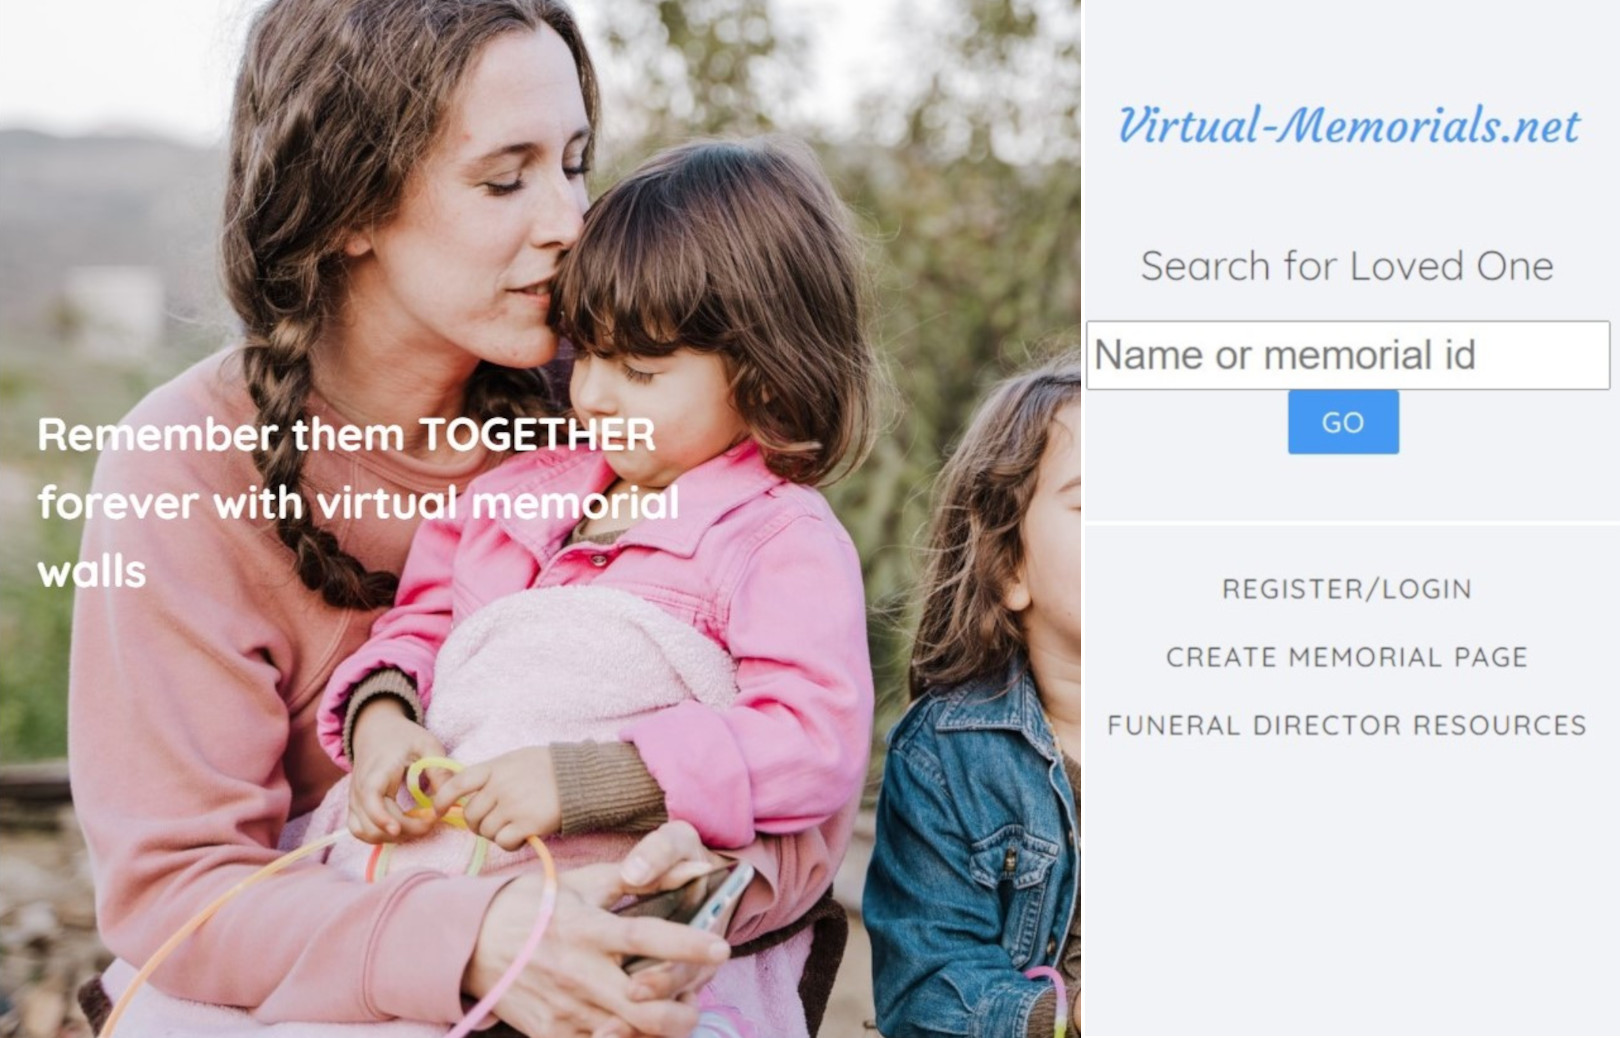 Remember them TOGETHER
forever with virtual memorial
walls
Virtual-Memorials.net
Search for Loved One
Name or memorial id
GO
REGISTER/LOGIN
CREATE MEMORIAL PAGE
FUNERAL DIRECTOR RESOURCES